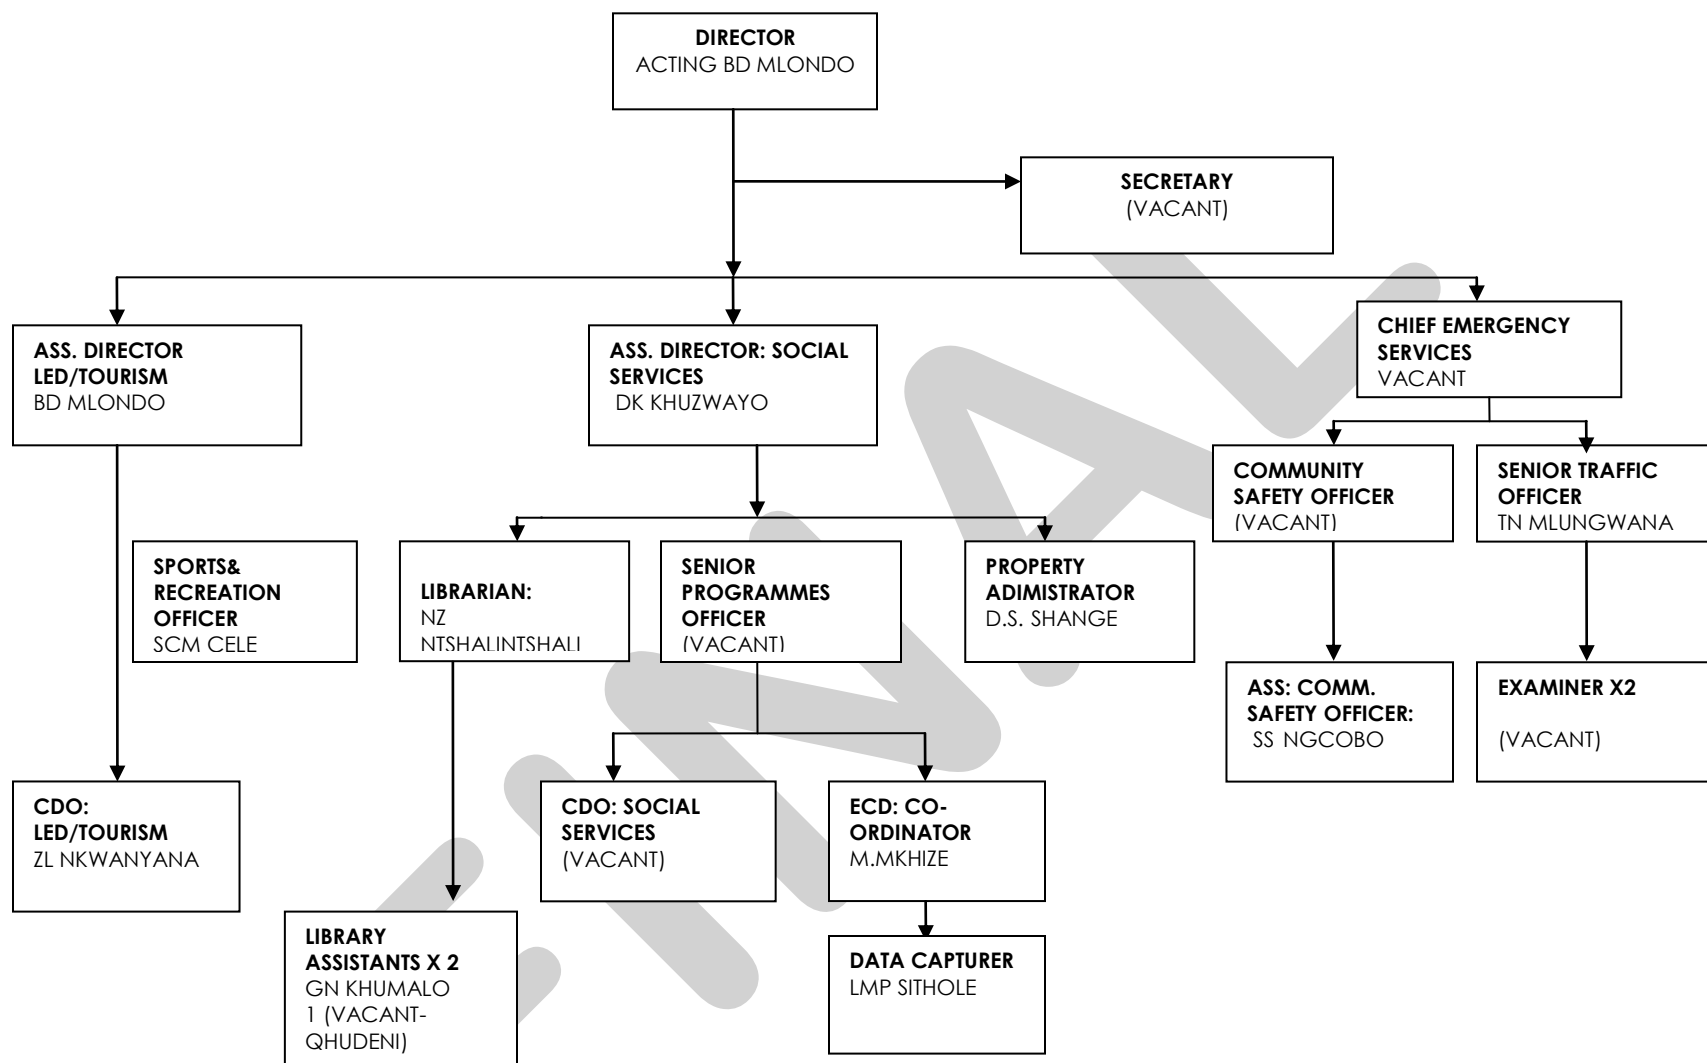 DIRECTOR
ACTING BD MLONDO
SECRETARY
(VACANT)
ASS. DIRECTOR
LED/TOURISM
BD MLONDO
ASS. DIRECTOR: SOCIAL
SERVICES
DK KHUZWAYO
CHIEF EMERGENCY
SERVICES
VACANT
COMMUNITY
SAFETY OFFICER
(VACANT)
SENIOR TRAFFIC
OFFICER
TN MLUNGWANA
SPORTS&
RECREATION
OFFICER
SCM CELE
LIBRARIAN:
NZ
NTSHALINTSHALI
SENIOR
PROGRAMMES
OFFICER
(VACANT)
PROPERTY
ADIMISTRATOR
D.S. SHANGE
ASS: COMM.
SAFETY OFFICER:
SS NGCOBO
EXAMINER X2
(VACANT)
CDO:
LED/TOURISM
ZL NKWANYANA
CDO: SOCIAL
SERVICES
(VACANT)
ECD: CO-
ORDINATOR
M.MKHIZE
LIBRARY
ASSISTANTS X 2
GN KHUMALO
1 (VACANT-
QHUDENI)
DATA CAPTURER
LMP SITHOLE
FINAL